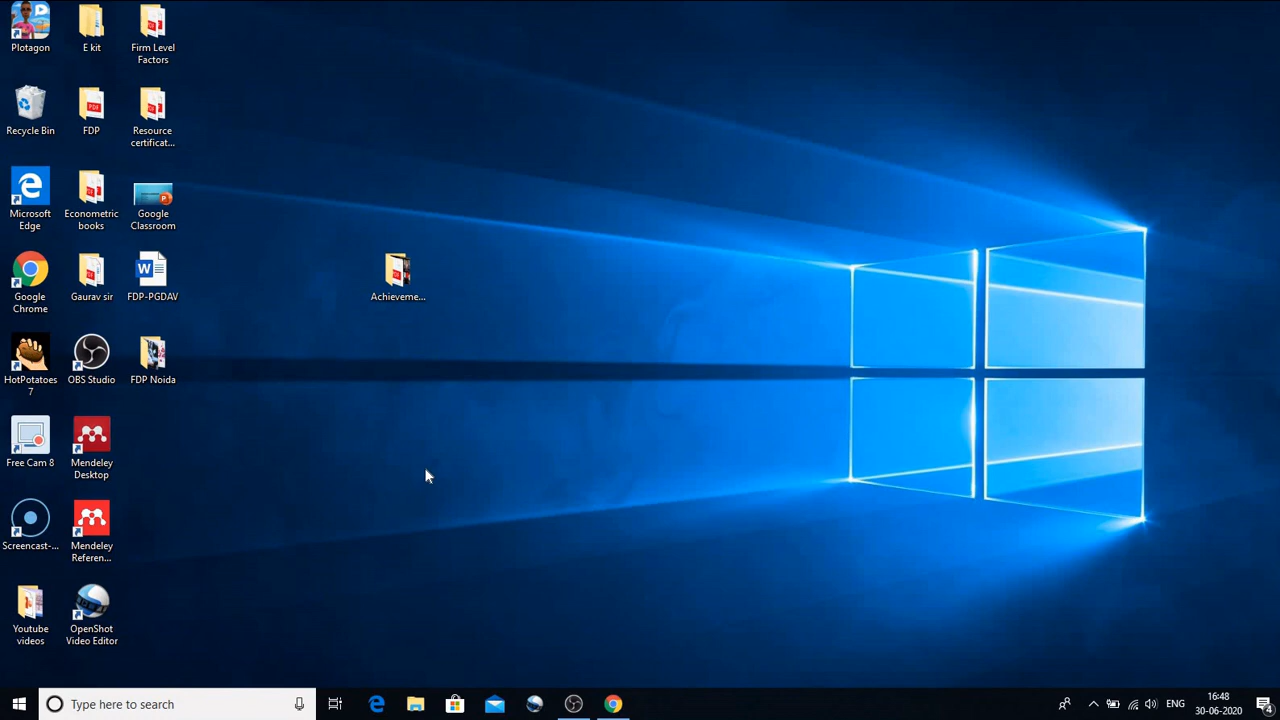 Plotagon
E kit
Firm Level
Factors
Recycle Bin
FDP
Resource
certificat...
Microsoft
Edge
Econometric
books
Google
Classroom
Google
Chrome
Gaurav sir
FDP-PGDAV
Achieveme...
HotPotatoes
7
OBS Studio
FDP Noida
Free Cam 8
Mendeley
Desktop
Screencast-...
Mendeley
Referen...
Youtube
videos
OpenShot
Video Editor
Type here to search
ENG
16:48
30-06-2020
4